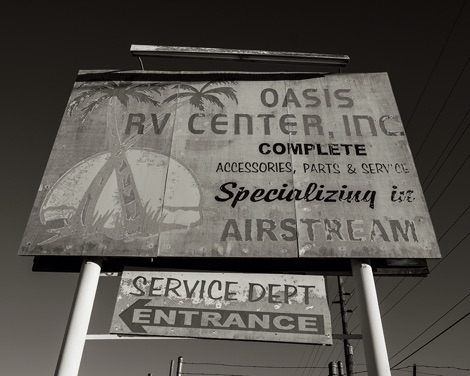 OASIS
RV CENTER, INC.
COMPLETE
ACCESSORIES, PARTS & SERVICE
Specializing in
AIRSTREAM
SERVICE DEPT
ENTRANCE